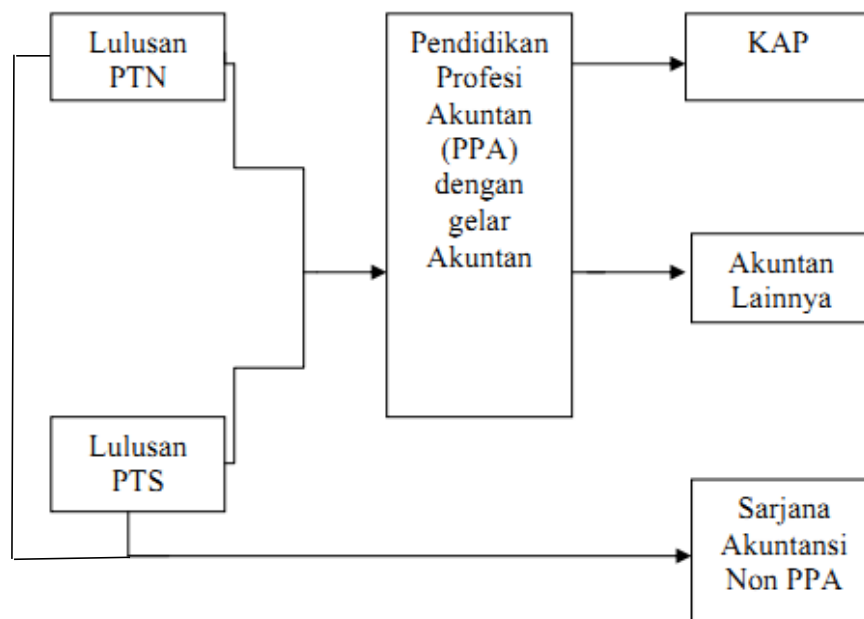 Lulusan
PTN
Pendidikan
Profesi
Akuntan
(PPA)
dengan
gelar
Akuntan
KAP
Akuntan
Lainnya
Lulusan
PTS
Sarjana
Akuntansi
Non PPA